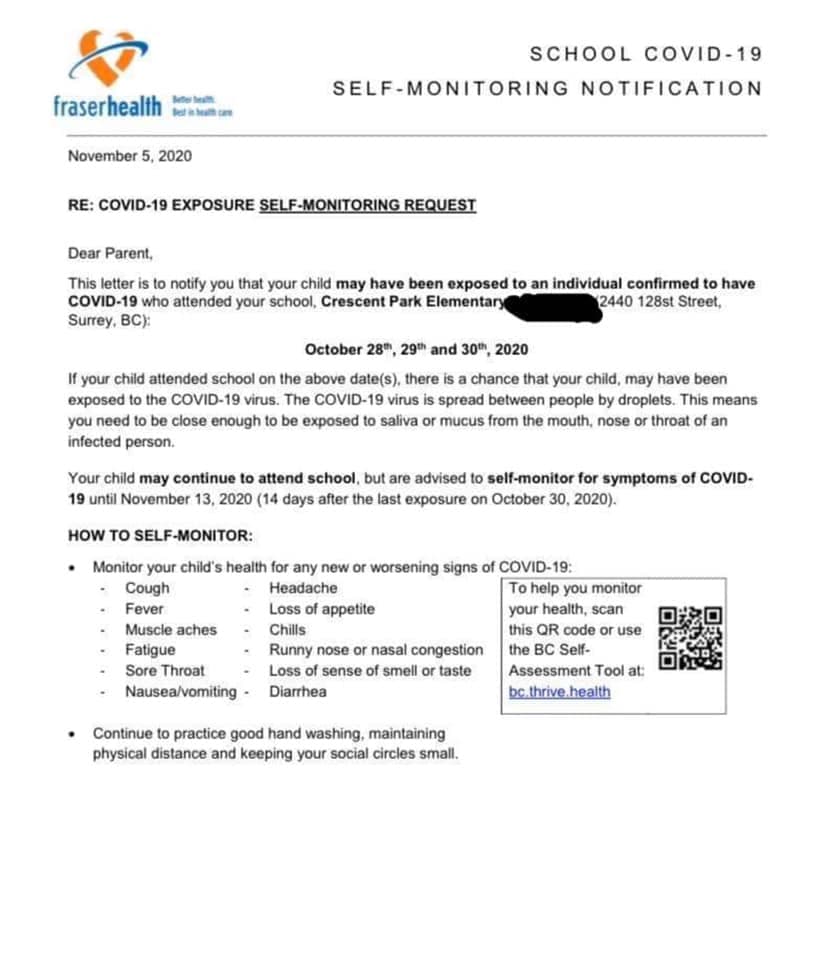 fraserhealth
Better health.
Best in health care
SCHOOL COVID-19
SELF-MONITORING NOTIFICATION
November 5, 2020
RE: COVID-19 EXPOSURE SELF-MONITORING REQUEST
Dear Parent,
This letter is to notify you that your child may have been exposed to an individual confirmed to have
COVID-19 who attended your school, Crescent Park Elementary 2440 128st Street,
Surrey, BC):
October 28th, 29th and 30th, 2020
If your child attended school on the above date(s), there is a chance that your child, may have been
exposed to the COVID-19 virus. The COVID-19 virus is spread between people by droplets. This means
you need to be close enough to be exposed to saliva or mucus from the mouth, nose or throat of an
infected person.
Your child may continue to attend school, but are advised to self-monitor for symptoms of COVID-
19 until November 13, 2020 (14 days after the last exposure on October 30, 2020).
HOW TO SELF-MONITOR:
• Monitor your child's health for any new or worsening signs of COVID-19:
- Cough
- Fever
- Muscle aches
- Fatigue
- Sore Throat
- Nausea/vomiting
- Headache
- Loss of appetite
- Chills
- Runny nose or nasal congestion
- Loss of sense of smell or taste
- Diarrhea
To help you monitor
your health, scan
this QR code or use
the BC Self-
Assessment Tool at:
bc.thrive.health
• Continue to practice good hand washing, maintaining
physical distance and keeping your social circles small.